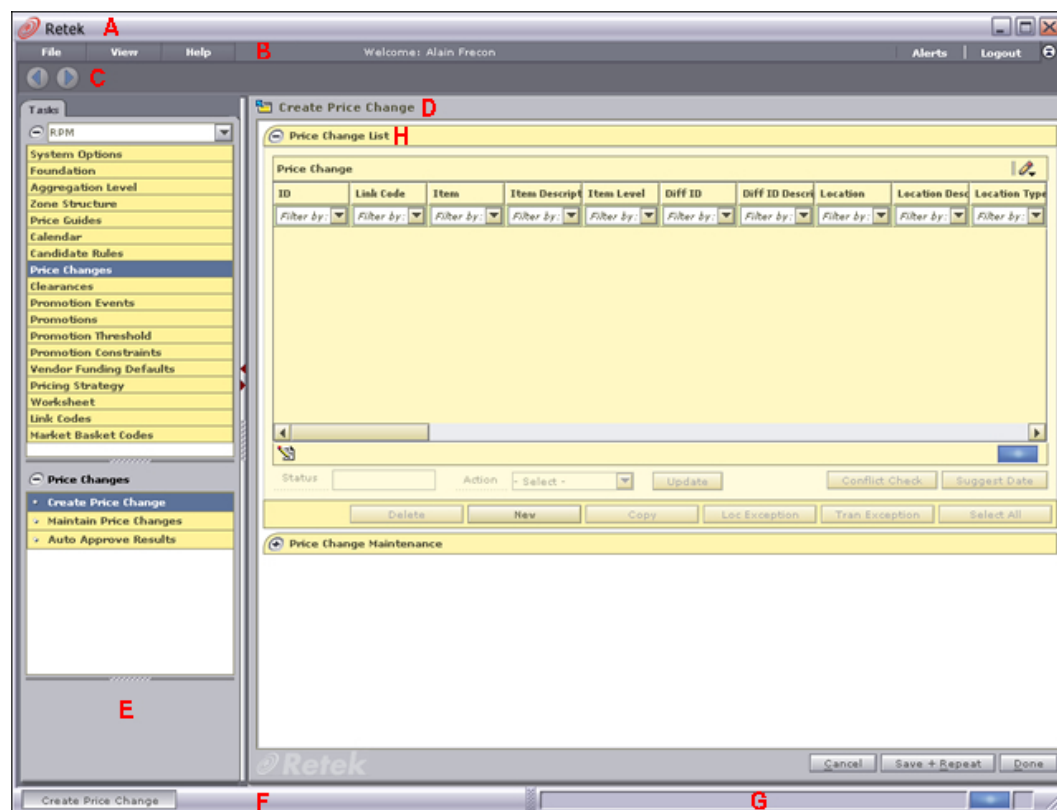 Retek A
File View Help B Welcome: Alain Frecon Alerts | Logout
C
Tasks
RPM
System Options
Foundation
Aggregation Level
Zone Structure
Price Guides
Calendar
Candidate Rules
Price Changes
Clearances
Promotion Events
Promotions
Promotion Threshold
Promotion Constraints
Vendor Funding Defaults
Pricing Strategy
Worksheet
Link Codes
Market Basket Codes
Price Changes
Create Price Change
Maintain Price Changes
Auto Approve Results
E
Create Price Change D
Price Change List H
Price Change
ID Link Code Item Item Descript Item Level Diff ID Diff ID Descri Location Location Desc Location Type
Filter by: Filter by: Filter by: Filter by: Filter by: Filter by: Filter by: Filter by: Filter by: Filter by:
Status Action - Select - Update Conflict Check Suggest Date
Delete New Copy Loc Exception Tran Exception Select All
Price Change Maintenance
Retek
Cancel Save + Repeat Done
Create Price Change F G